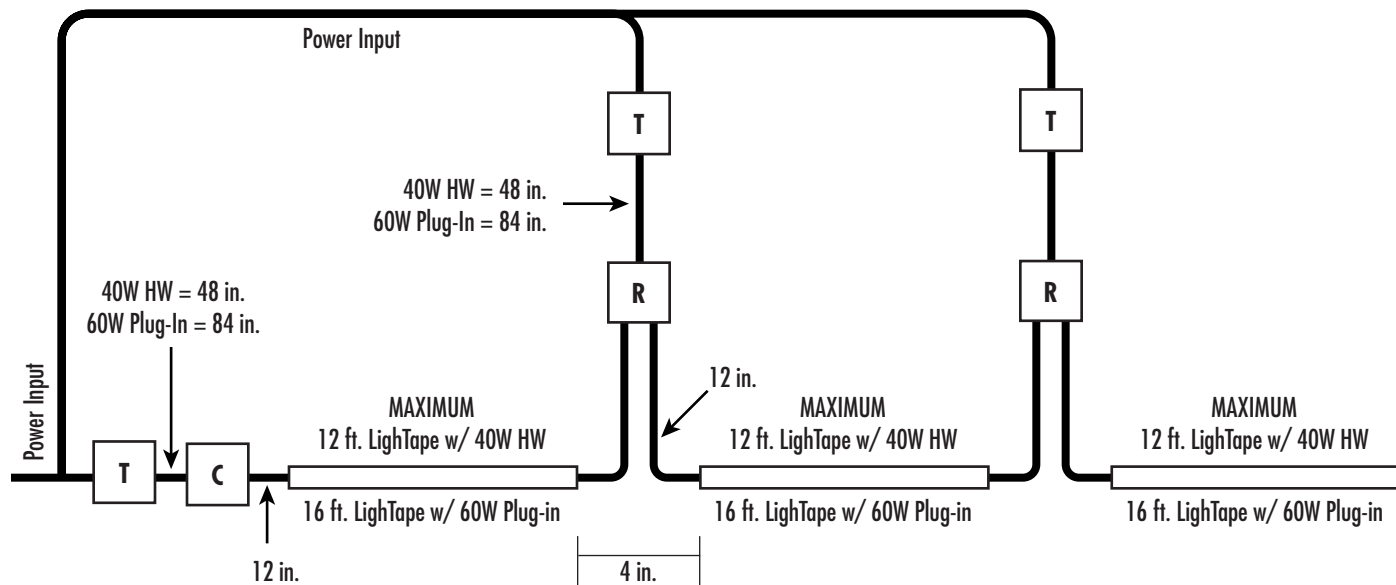 Power Input
T
T
40W HW = 48 in.
60W Plug-In = 84 in.
R
R
40W HW = 48 in.
60W Plug-In = 84 in.
Power Input
12 in.
MAXIMUM
12 ft. LighTape w/ 40W HW
MAXIMUM
12 ft. LighTape w/ 40W HW
MAXIMUM
12 ft. LighTape w/ 40W HW
T
C
16 ft. LighTape w/ 60W Plug-in
16 ft. LighTape w/ 60W Plug-in
16 ft. LighTape w/ 60W Plug-in
12 in.
4 in.